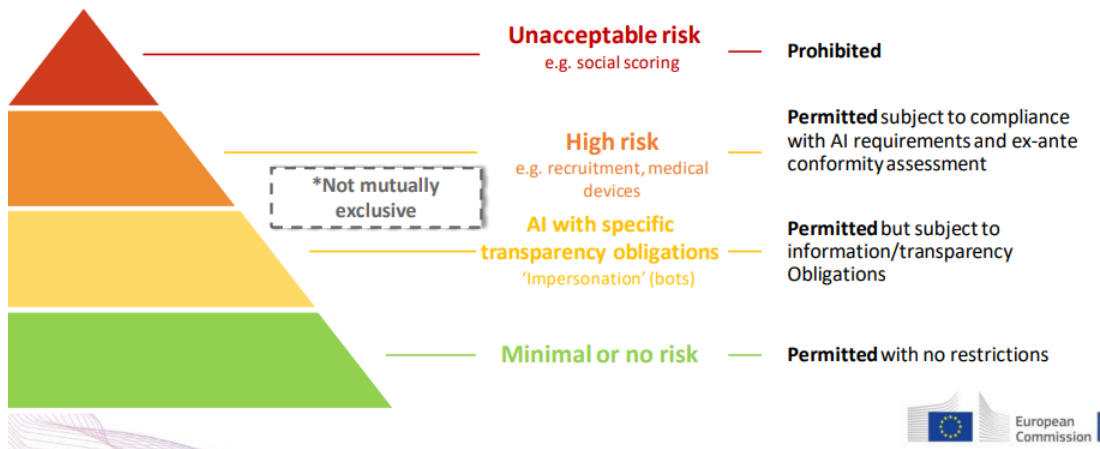 Unacceptable risk
e.g. social scoring
Prohibited
High risk
e.g. recruitment, medical
devices
Permitted subject to compliance
with AI requirements and ex-ante
conformity assessment
*Not mutually
exclusive
AI with specific
transparency obligations
'Impersonation' (bots)
Permitted but subject to
information/transparency
Obligations
Minimal or no risk
Permitted with no restrictions
European
Commission